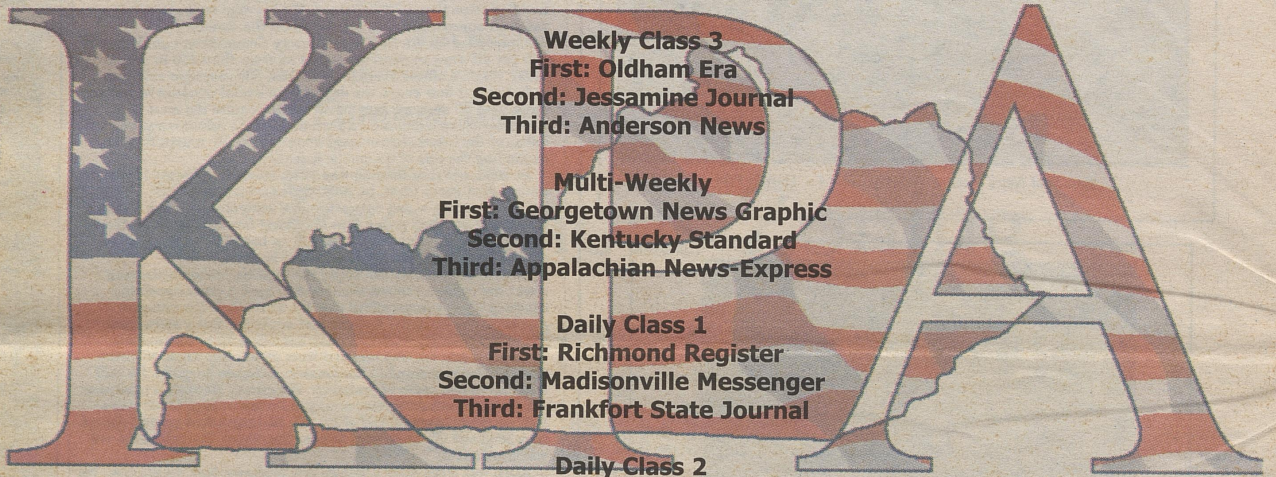 KPA
Weekly Class 3
First: Oldham Era
Second: Jessamine Journal
Third: Anderson News
Multi-Weekly
First: Georgetown News Graphic
Second: Kentucky Standard
Third: Appalachian News-Express
Daily Class 1
First: Richmond Register
Second: Madisonville Messenger
Third: Frankfort State Journal
Daily Class 2